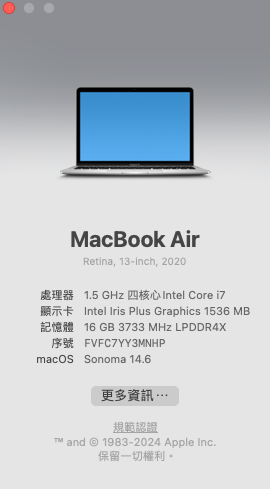 MacBook Air
Retina, 13-inch, 2020
處理器 1.5 GHz 四核心Intel Core i7
顯示卡 Intel Iris Plus Graphics 1536 MB
記憶體 16 GB 3733 MHz LPDDR4X
序號 FVFC7YY3MNHP
macOS Sonoma 14.6
更多資訊⋯
規範認證
™ and © 1983-2024 Apple Inc.
保留一切權利。